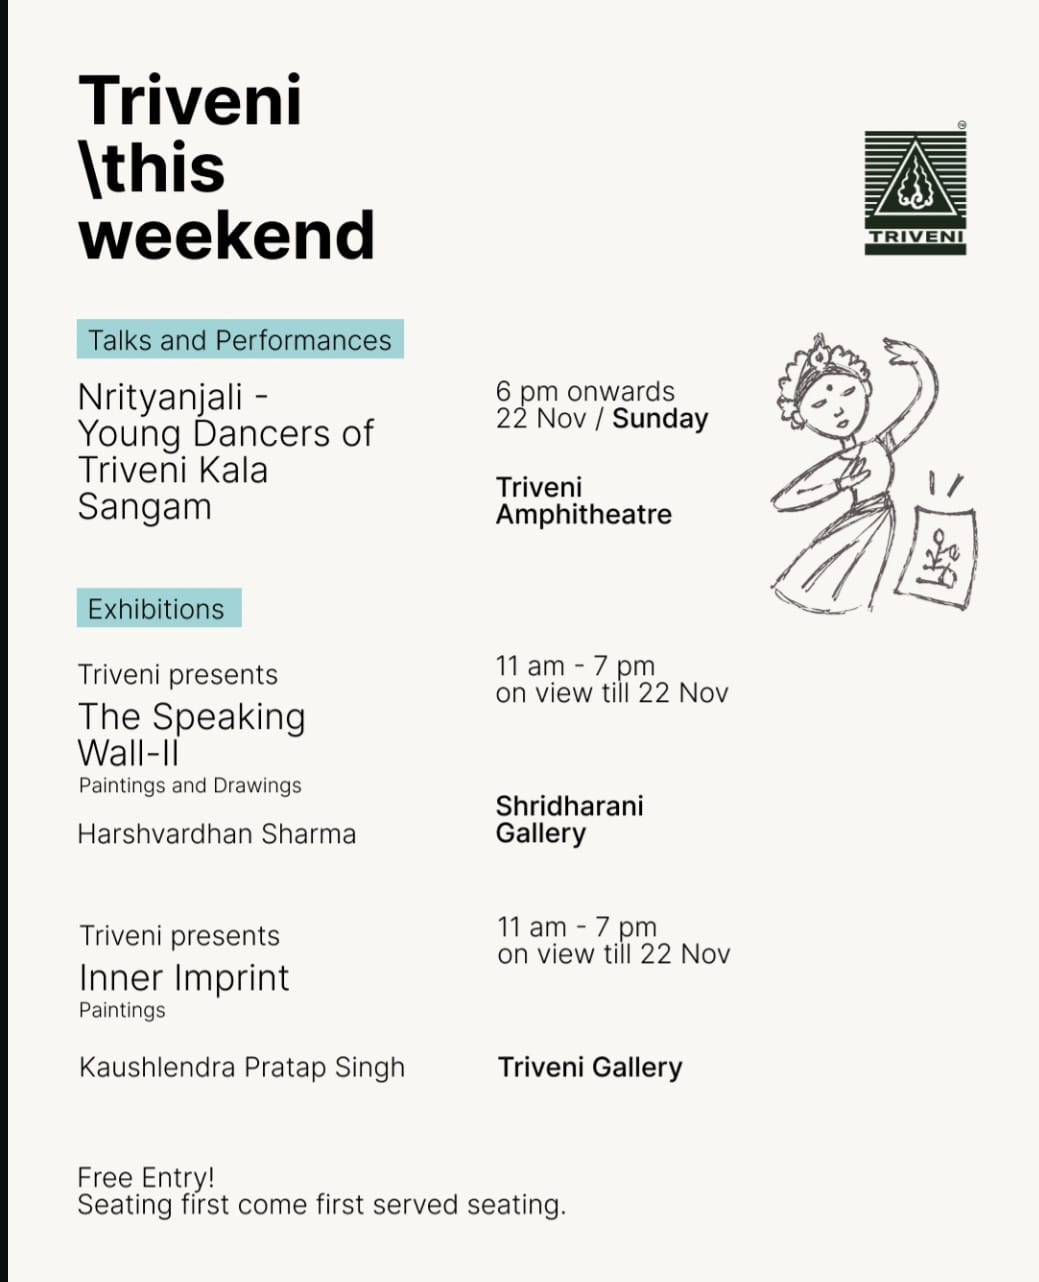 Triveni
\this
weekend
TRIVENI
Talks and Performances
Nrityanjali -
Young Dancers of
Triveni Kala
Sangam
6 pm onwards
22 Nov / Sunday
Triveni
Amphitheatre
Exhibitions
Triveni presents
The Speaking
Wall-II
Paintings and Drawings
Harshvardhan Sharma
11 am - 7 pm
on view till 22 Nov
Shridharani
Gallery
Triveni presents
Inner Imprint
Paintings
Kaushlendra Pratap Singh
11 am - 7 pm
on view till 22 Nov
Triveni Gallery
Free Entry!
Seating first come first served seating.